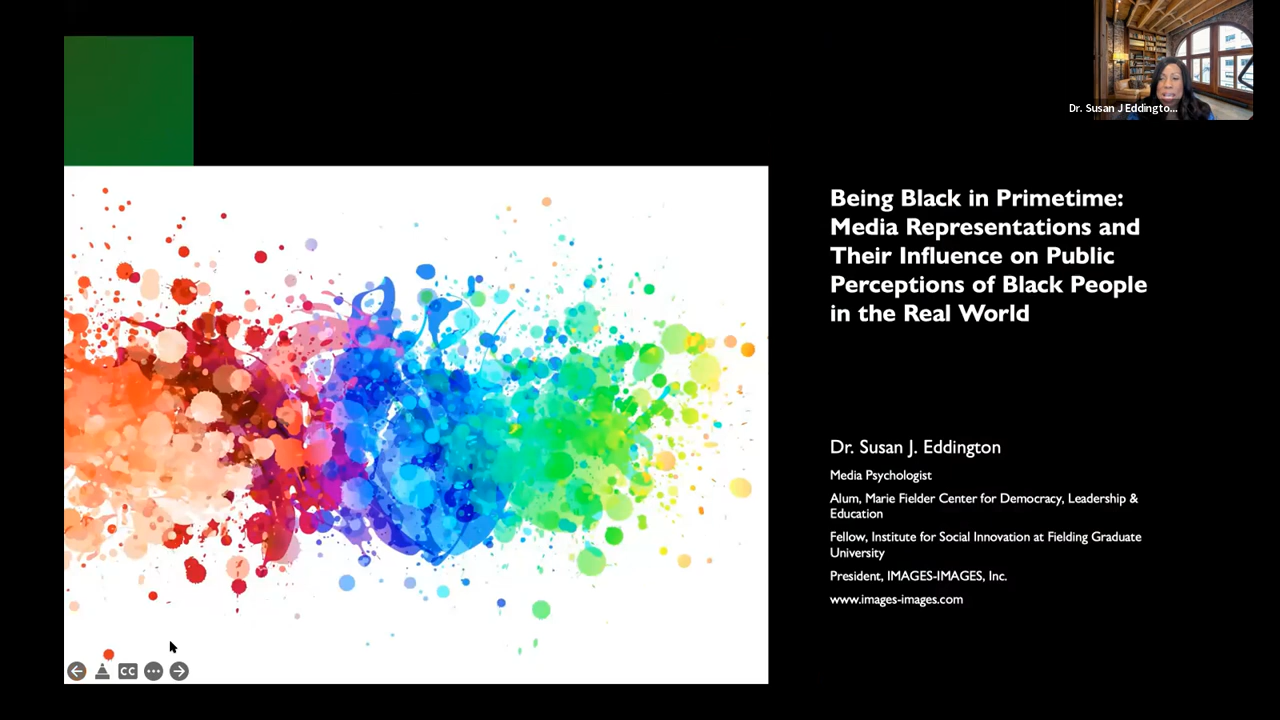 Dr. Susan J Eddingto...
Being Black in Primetime:
Media Representations and
Their Influence on Public
Perceptions of Black People
in the Real World
Dr. Susan J. Eddington
Media Psychologist
Alum, Marie Fielder Center for Democracy, Leadership &
Education
Fellow, Institute for Social Innovation at Fielding Graduate
University
President, IMAGES-IMAGES, Inc.
www.images-images.com
CC